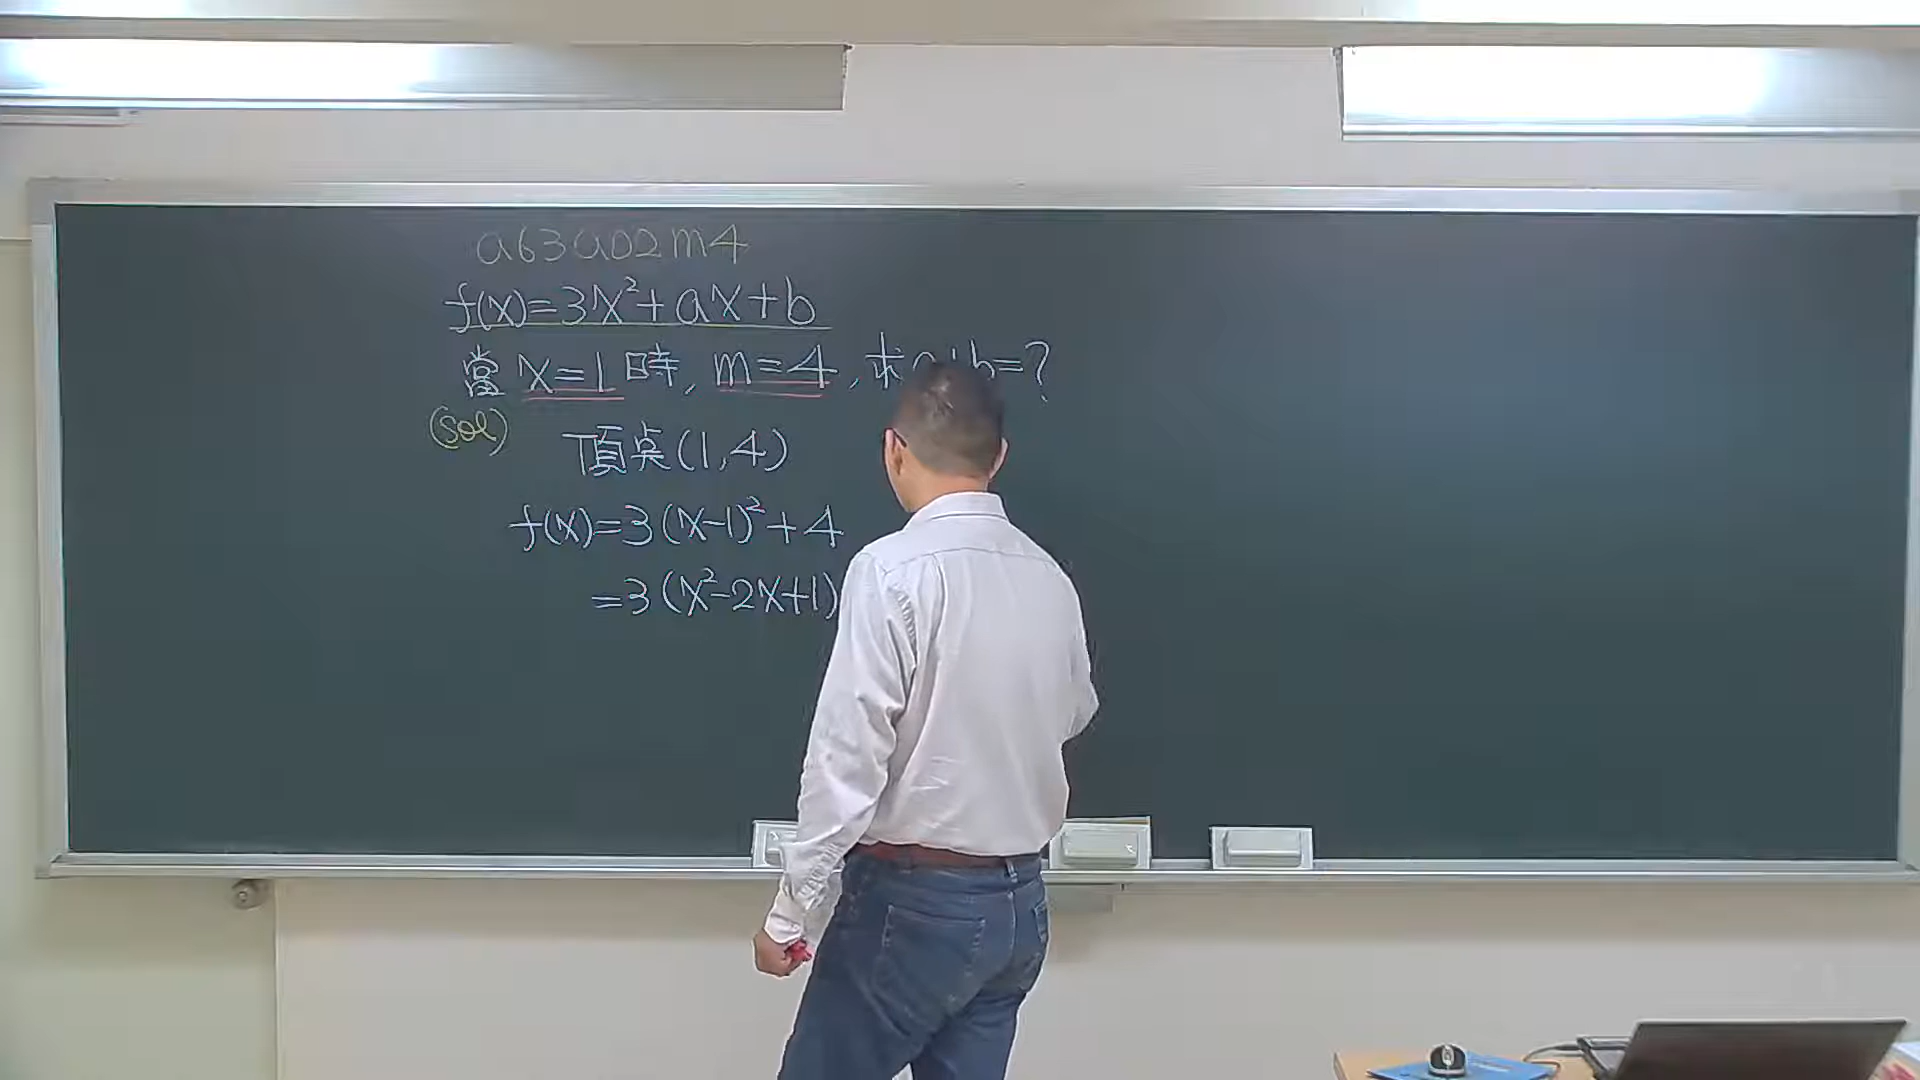 a63a02m4
f(x)=3x²+ax+b
當 x=1 時, m=4, 求 b=?
(sol) 頂點(1,4)
f(x)=3(x-1)²+4
=3(x²-2x+1)